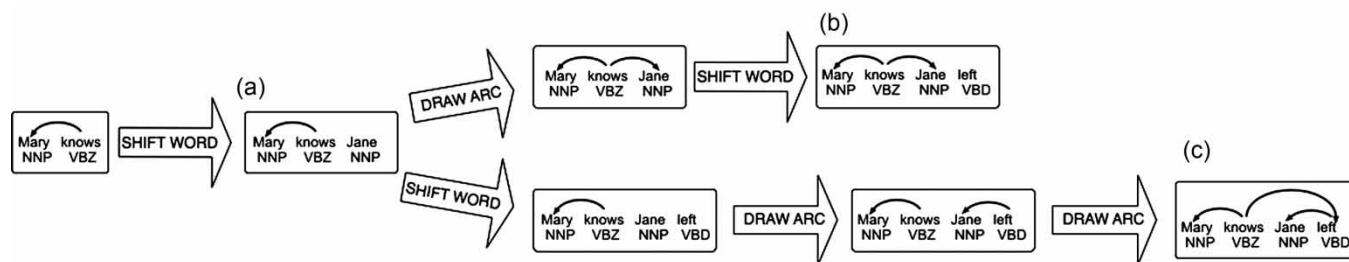 Mary knows
NNP VBZ
SHIFT WORD
(a)
Mary knows Jane
NNP VBZ NNP
DRAW ARC
Mary knows Jane
NNP VBZ NNP
SHIFT WORD
(b)
Mary knows Jane left
NNP VBZ NNP VBD
SHIFT WORD
Mary knows Jane left
NNP VBZ NNP VBD
DRAW ARC
Mary knows Jane left
NNP VBZ NNP VBD
DRAW ARC
(c)
Mary knows Jane left
NNP VBZ NNP VBD